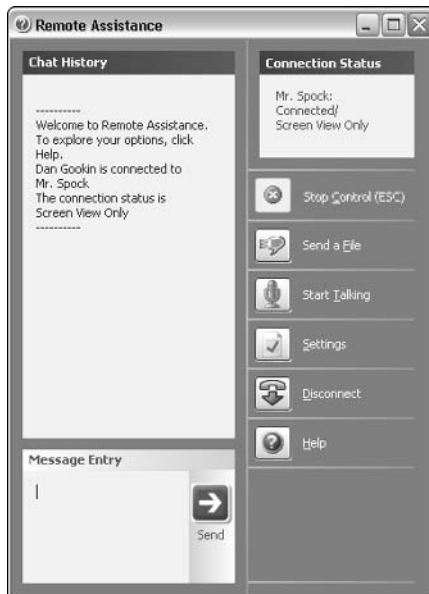 Remote Assistance
Chat History
----------
Welcome to Remote Assistance.
To explore your options, click
Help.
Dan Gookin is connected to
Mr. Spock
The connection status is
Screen View Only
----------
Message Entry
Send
Connection Status
Mr. Spock:
Connected/
Screen View Only
Stop Control (ESC)
Send a File
Start Talking
Settings
Disconnect
Help